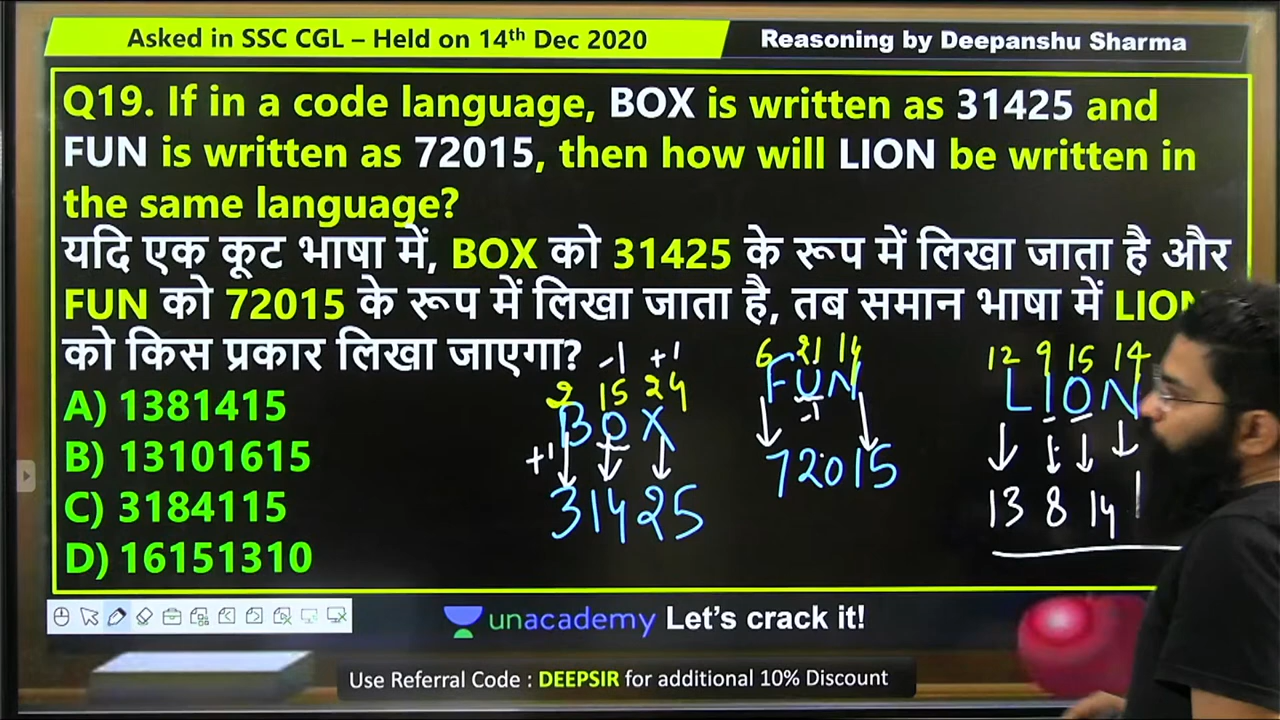 Asked in SSC CGL – Held on 14th Dec 2020
Reasoning by Deepanshu Sharma
Q19. If in a code language, BOX is written as 31425 and
FUN is written as 72015, then how will LION be written in
the same language?
यदि एक कूट भाषा में, BOX को 31425 के रूप में लिखा जाता है और
FUN को 72015 के रूप में लिखा जाता है, तब समान भाषा में LION
को किस प्रकार लिखा जाएगा?
A) 1381415
B) 13101615
C) 3184115
D) 16151310
-1 +1
2 15 24
BOX
+1
31425
6 21 14
FUN
-1
72015
12 9 15 14
LION
13 8 14 1
unacademy Let's crack it!
Use Referral Code : DEEPSIR for additional 10% Discount